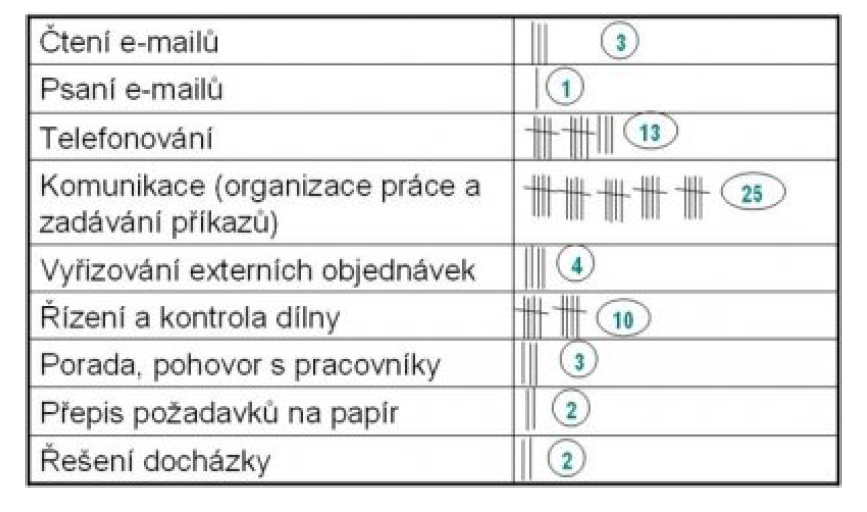 Čtení e-mailů 3
Psaní e-mailů 1
Telefonování 13
Komunikace (organizace práce a
zadávání příkazů) 25
Vyřizování externích objednávek 4
Řízení a kontrola dílny 10
Porada, pohovor s pracovníky 3
Přepis požadavků na papír 2
Řešení docházky 2